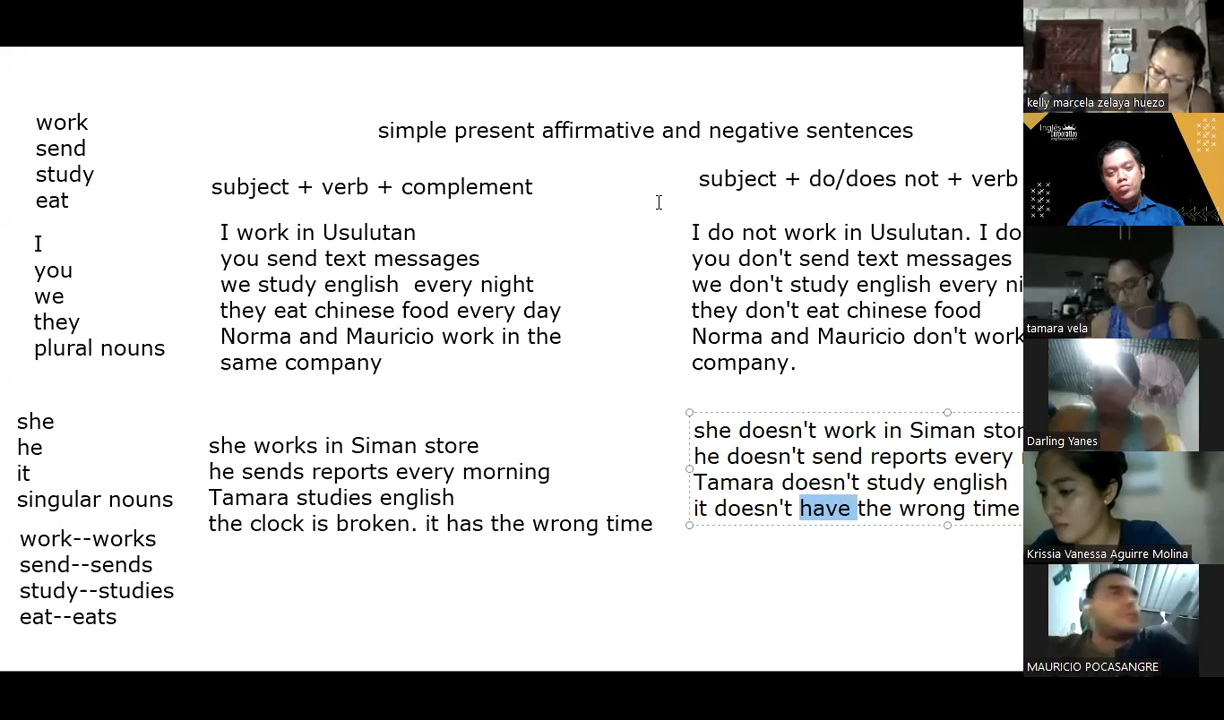 work
send
study
eat
I
you
we
they
plural nouns
she
he
it
singular nouns
work--works
send--sends
study--studies
eat--eats
simple present affirmative and negative sentences
subject + verb + complement
I work in Usulutan
you send text messages
we study english every night
they eat chinese food every day
Norma and Mauricio work in the
same company
she works in Siman store
he sends reports every morning
Tamara studies english
the clock is broken. it has the wrong time
subject + do/does not + verb
I do not work in Usulutan. I do
you don't send text messages
we don't study english every ni
they don't eat chinese food
Norma and Mauricio don't work
company.
she doesn't work in Siman stor
he doesn't send reports every
Tamara doesn't study english
it doesn't have the wrong time
kelly marcela zelaya huezo
Inglés
tamara vela
Darling Yanes
Krissia Vanessa Aguirre Molina
MAURICIO POCASANGRE